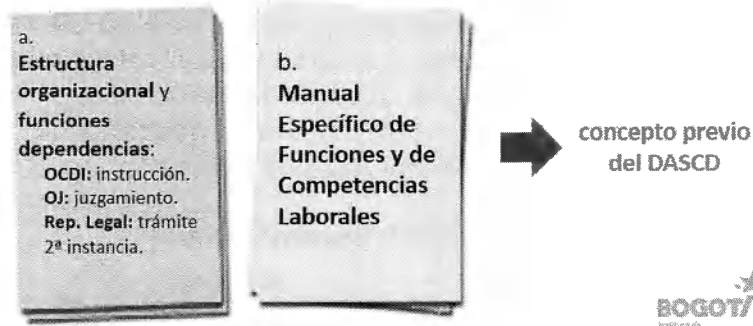 a.
Estructura
organizacional y
funciones
dependencias:
OCDI: instrucción.
OJ: juzgamiento.
Rep. Legal: trámite
2ª instancia.
b.
Manual
Específico de
Funciones y de
Competencias
Laborales
concepto previo
del DASCD